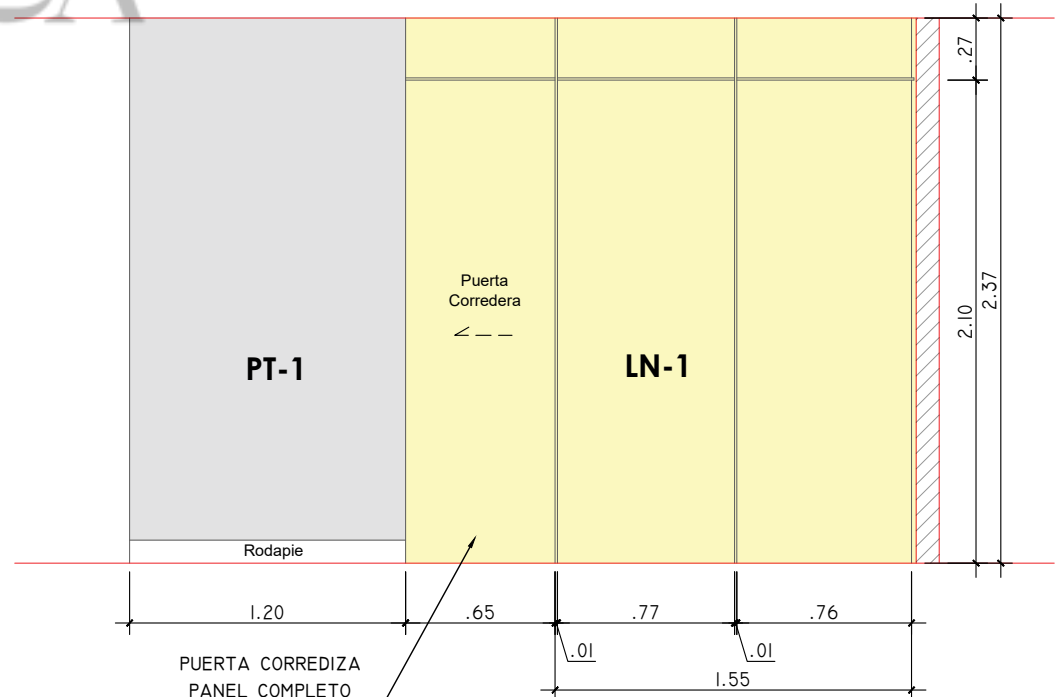 .27
Puerta
Corredera
2.10
2.37
PT-1
LN-1
Rodapie
1.20
.65
.77
.76
.01
.01
1.55
PUERTA CORREDIZA
PANEL COMPLETO